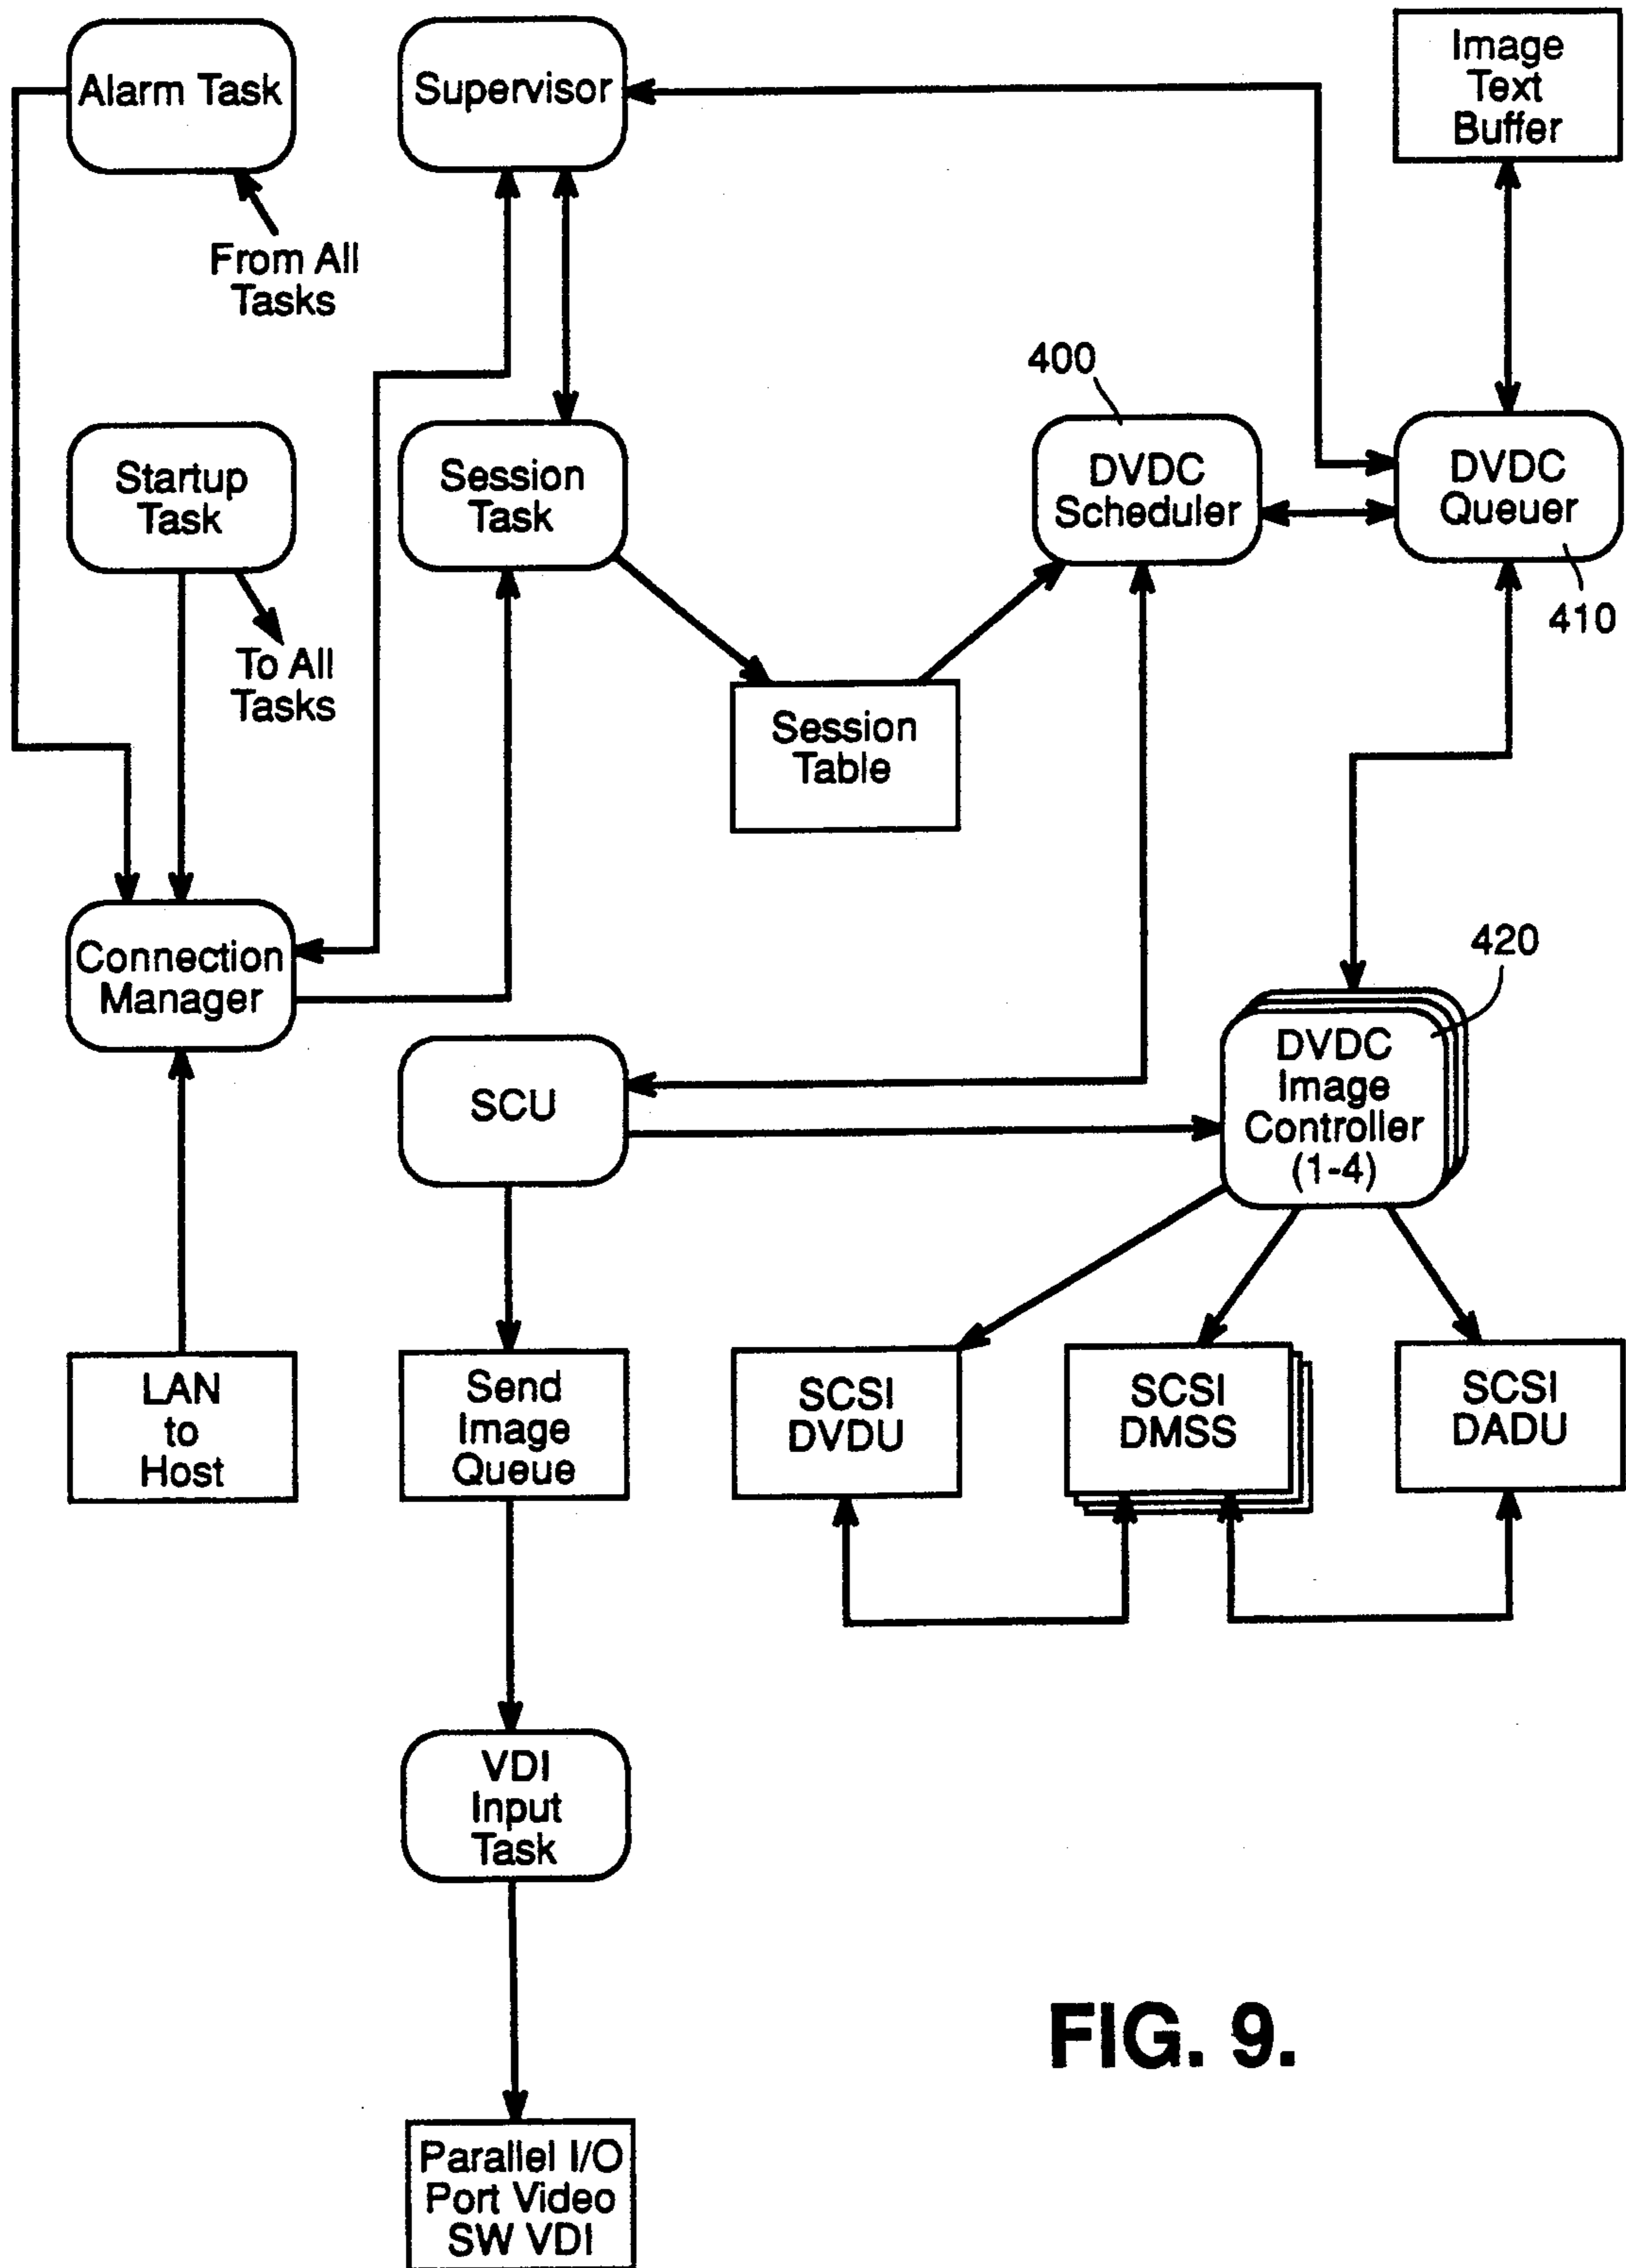 Alarm Task
Supervisor
Image
Text
Buffer
From All
Tasks
400
Startup
Task
Session
Task
DVDC
Scheduler
DVDC
Queuer
410
To All
Tasks
Session
Table
Connection
Manager
420
SCU
DVDC
Image
Controller
(1-4)
LAN
to
Host
Send
Image
Queue
SCSI
DVDU
SCSI
DMSS
SCSI
DADU
VDI
Input
Task
FIG. 9.
Parallel I/O
Port Video
SW VDI